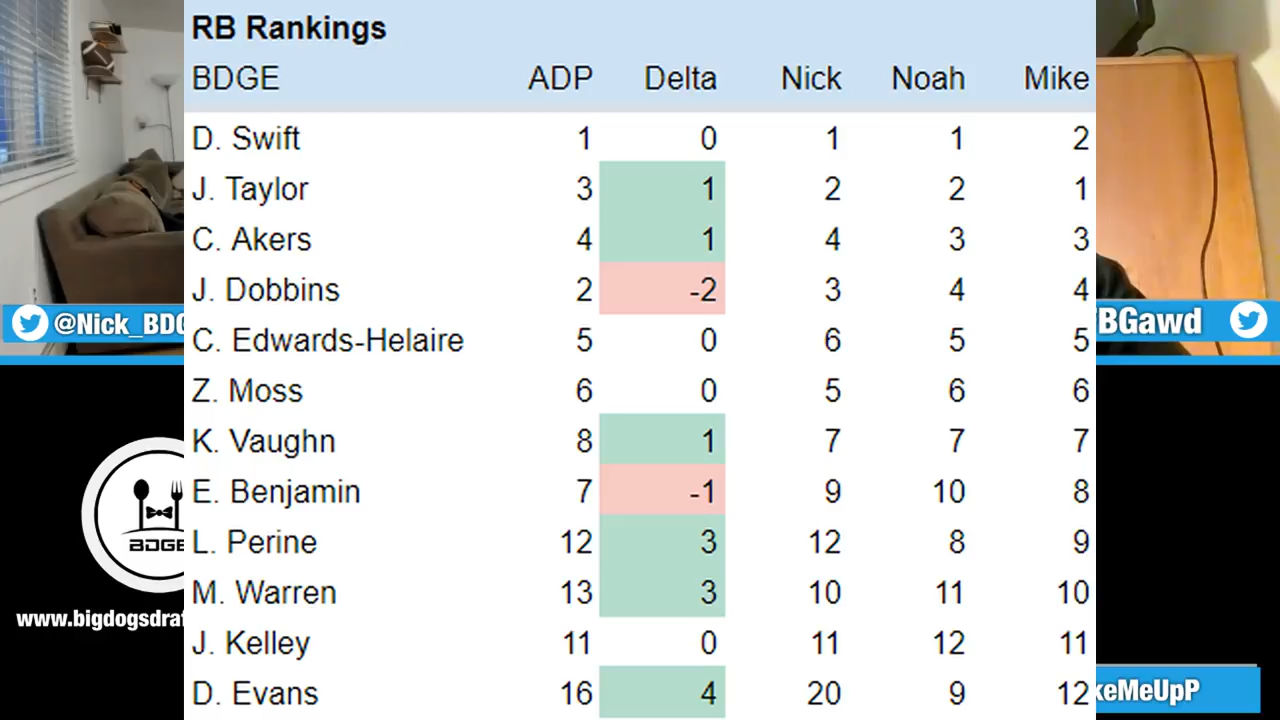 RB Rankings
BDGE ADP Delta Nick Noah Mike
D. Swift 1 0 1 1 2
J. Taylor 3 1 2 2 1
C. Akers 4 1 4 3 3
J. Dobbins 2 -2 3 4 4
C. Edwards-Helaire 5 0 6 5 5
Z. Moss 6 0 5 6 6
K. Vaughn 8 1 7 7 7
E. Benjamin 7 -1 9 10 8
L. Perine 12 3 12 8 9
M. Warren 13 3 10 11 10
J. Kelley 11 0 11 12 11
D. Evans 16 4 20 9 12
@Nick_BDG
BGawd
BDGE
www.bigdogsdraf
keMeUpP